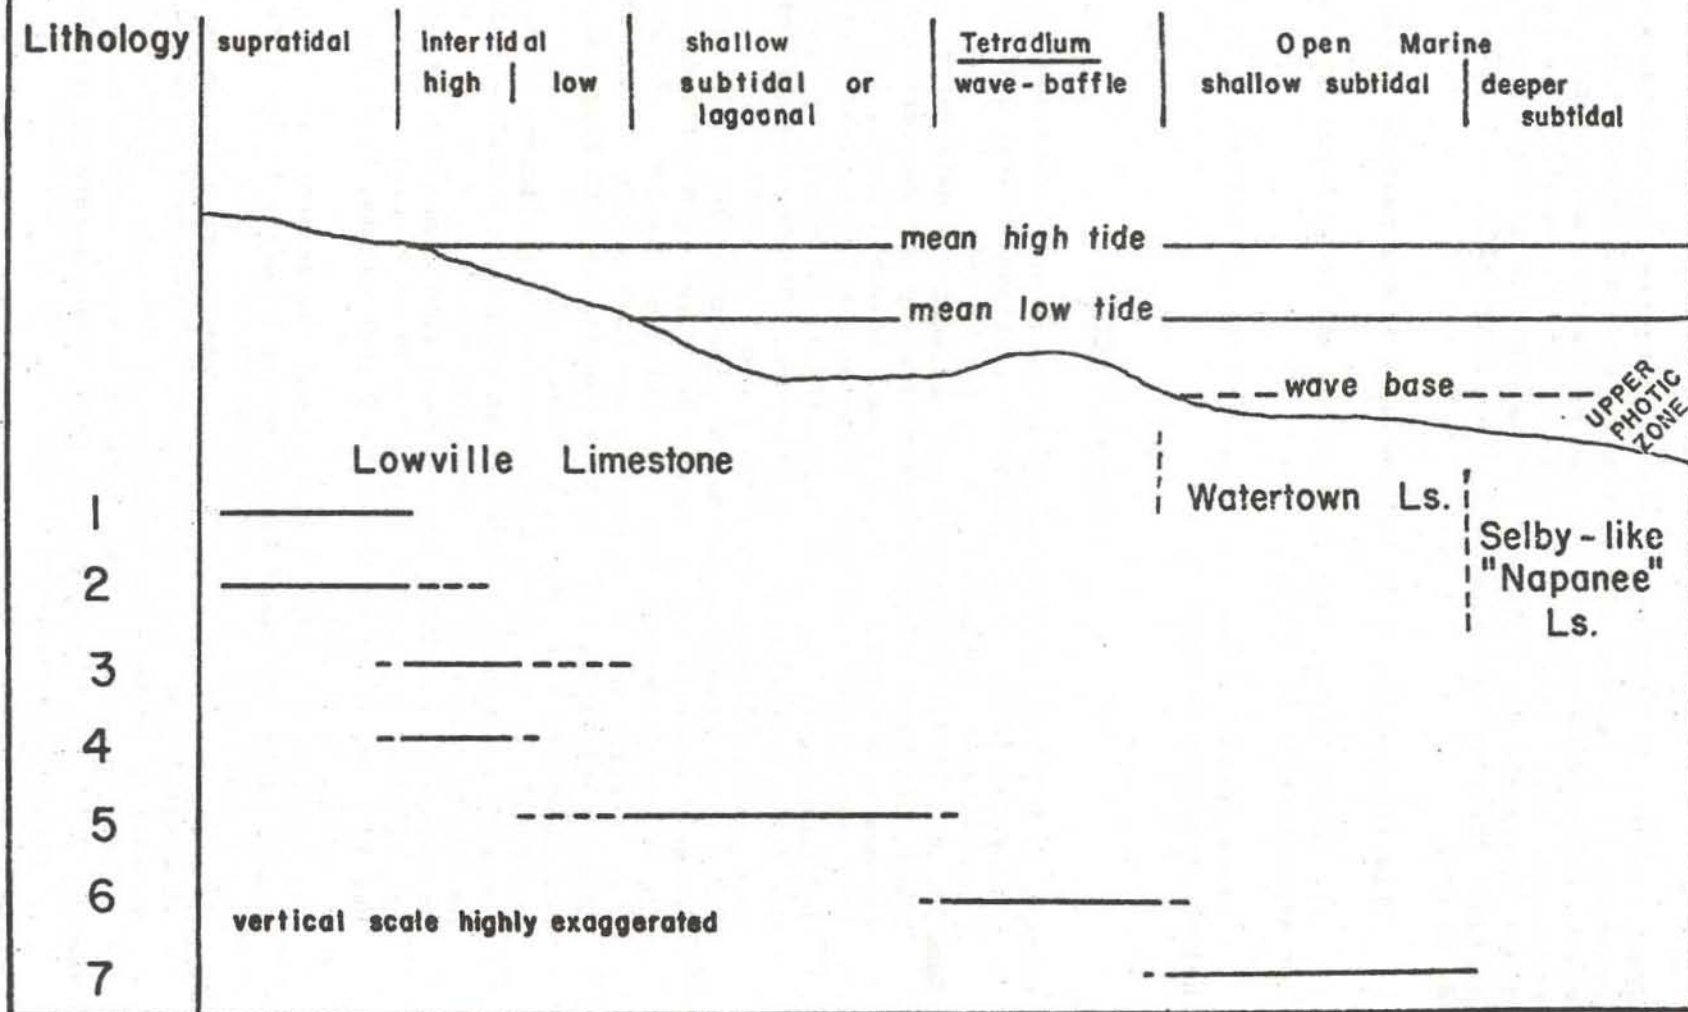 Lithology
supratidal
Intertidal
high | low
shallow
subtidal or
lagoonal
Tetradium
wave-baffle
Open Marine
shallow subtidal
deeper
subtidal
mean high tide
mean low tide
wave base
UPPER
PHOTIC
ZONE
Lowville Limestone
Watertown Ls.
Selby-like
"Napanee"
Ls.
1
2
3
4
5
6
7
vertical scale highly exaggerated